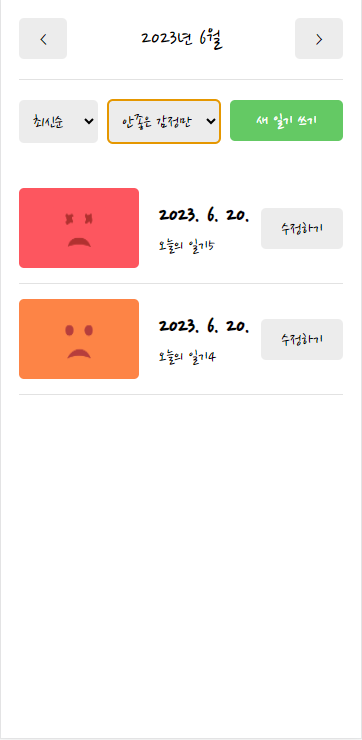 < 2023년 6월 >
최신순 안좋은 감정만 새 일기 쓰기
2023. 6. 20.
오늘의 일기5
수정하기
2023. 6. 20.
오늘의 일기4
수정하기